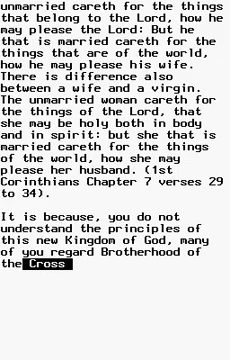 unmarried careth for the things
that belong to the Lord, how he
may please the Lord: But he
that is married careth for the
things that are of the world,
how he may please his wife.
There is difference also
between a wife and a virgin.
The unmarried woman careth for
the things of the Lord, that
she may be holy both in body
and in spirit: but she that is
married careth for the things
of the world, how she may
please her husband. (1st
Corinthians Chapter 7 verses 29
to 34).

It is because, you do not
understand the principles of
this new Kingdom of God, many
of you regard Brotherhood of
the Cross